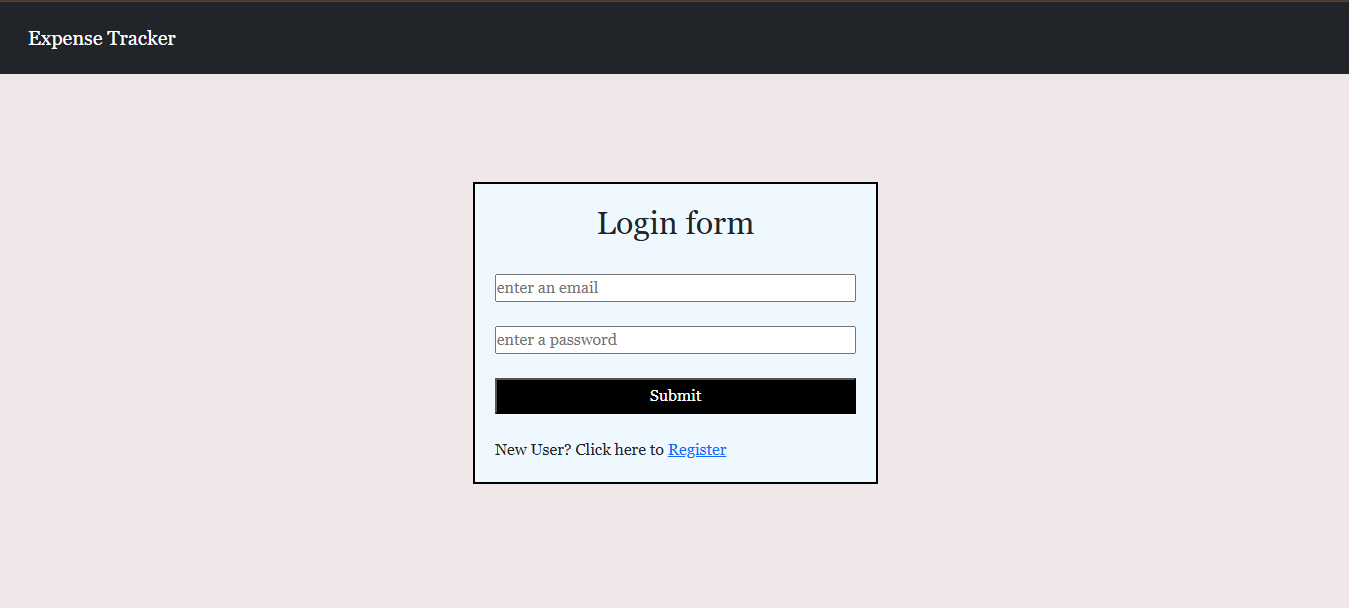 Expense Tracker
Login form
enter an email
enter a password
Submit
New User? Click here to Register